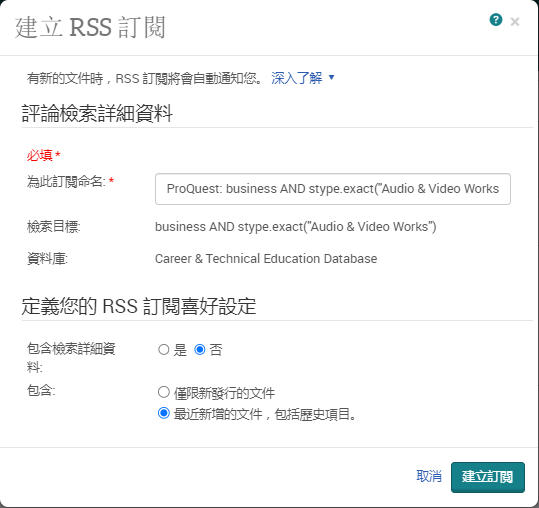 建立 RSS 訂閱
有新的文件時，RSS 訂閱將會自動通知您。 深入了解
評論檢索詳細資料
必填 *
為此訂閱命名: * ProQuest: business AND stype.exact("Audio & Video Works
檢索目標: business AND stype.exact("Audio & Video Works")
資料庫: Career & Technical Education Database
定義您的 RSS 訂閱喜好設定
包含檢索詳細資 是 否
料:
包含: 僅限新發行的文件
最近新增的文件，包括歷史項目。
取消 建立訂閱